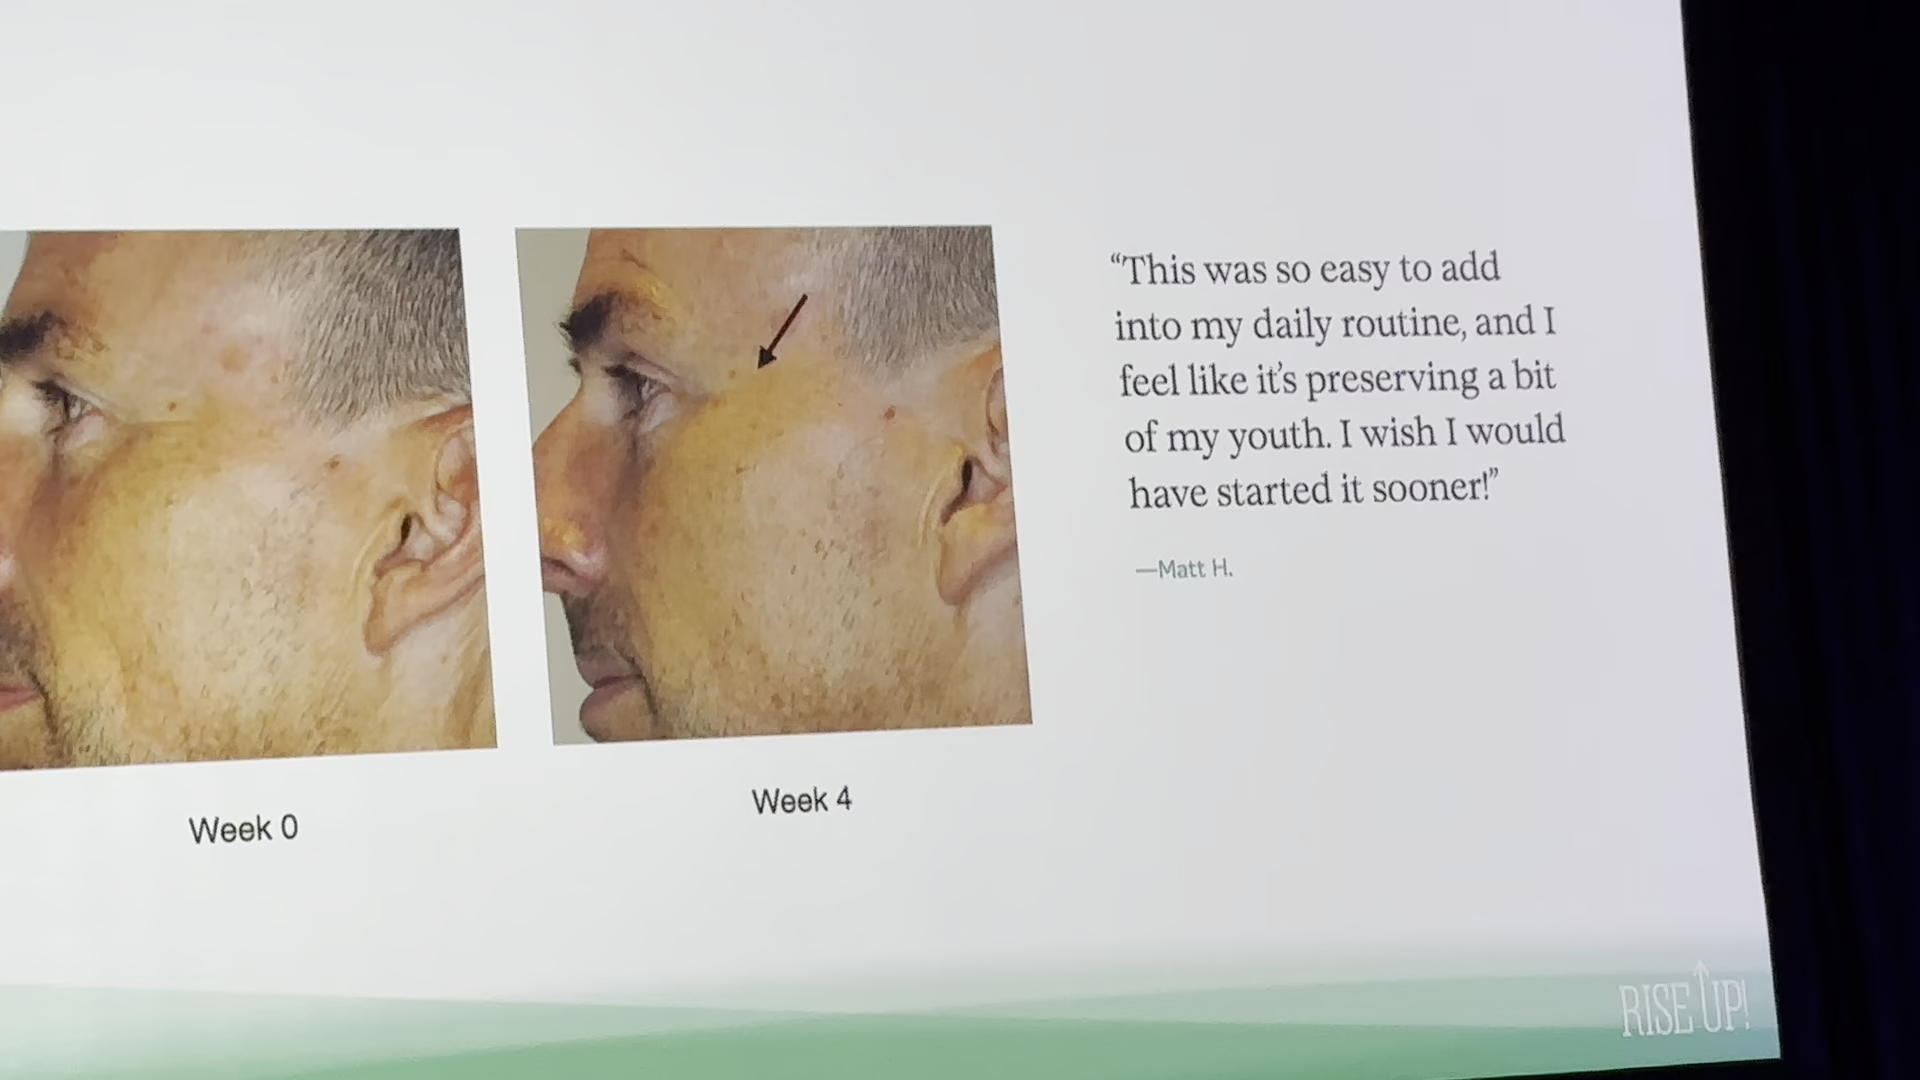 “This was so easy to add
into my daily routine, and I
feel like it’s preserving a bit
of my youth. I wish I would
have started it sooner!”
—Matt H.
Week 0
Week 4
RISE UP!